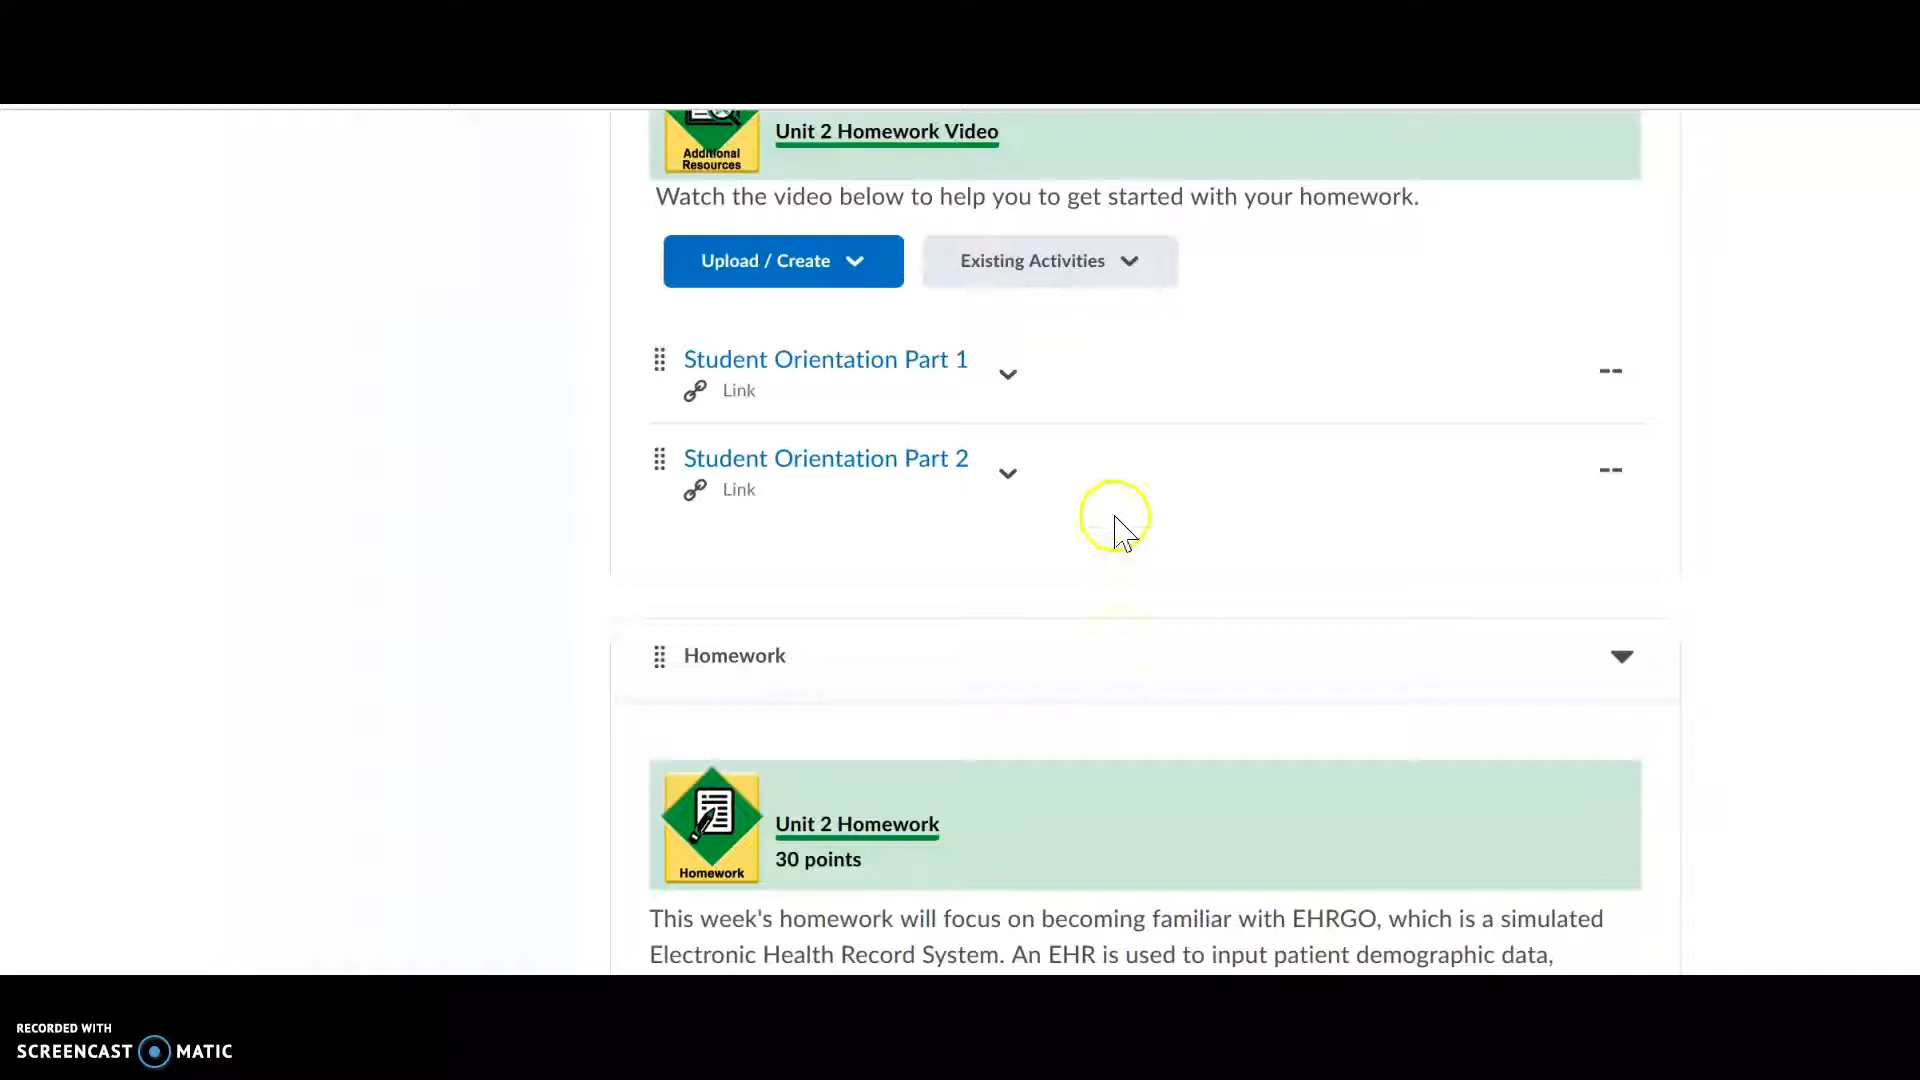 Additional
Resources
Unit 2 Homework Video
Watch the video below to help you to get started with your homework.
Upload / Create
Existing Activities
Student Orientation Part 1
Link
--
Student Orientation Part 2
Link
--
Homework
Homework
Unit 2 Homework
30 points
This week's homework will focus on becoming familiar with EHRGO, which is a simulated
Electronic Health Record System. An EHR is used to input patient demographic data,
RECORDED WITH
SCREENCAST MATIC